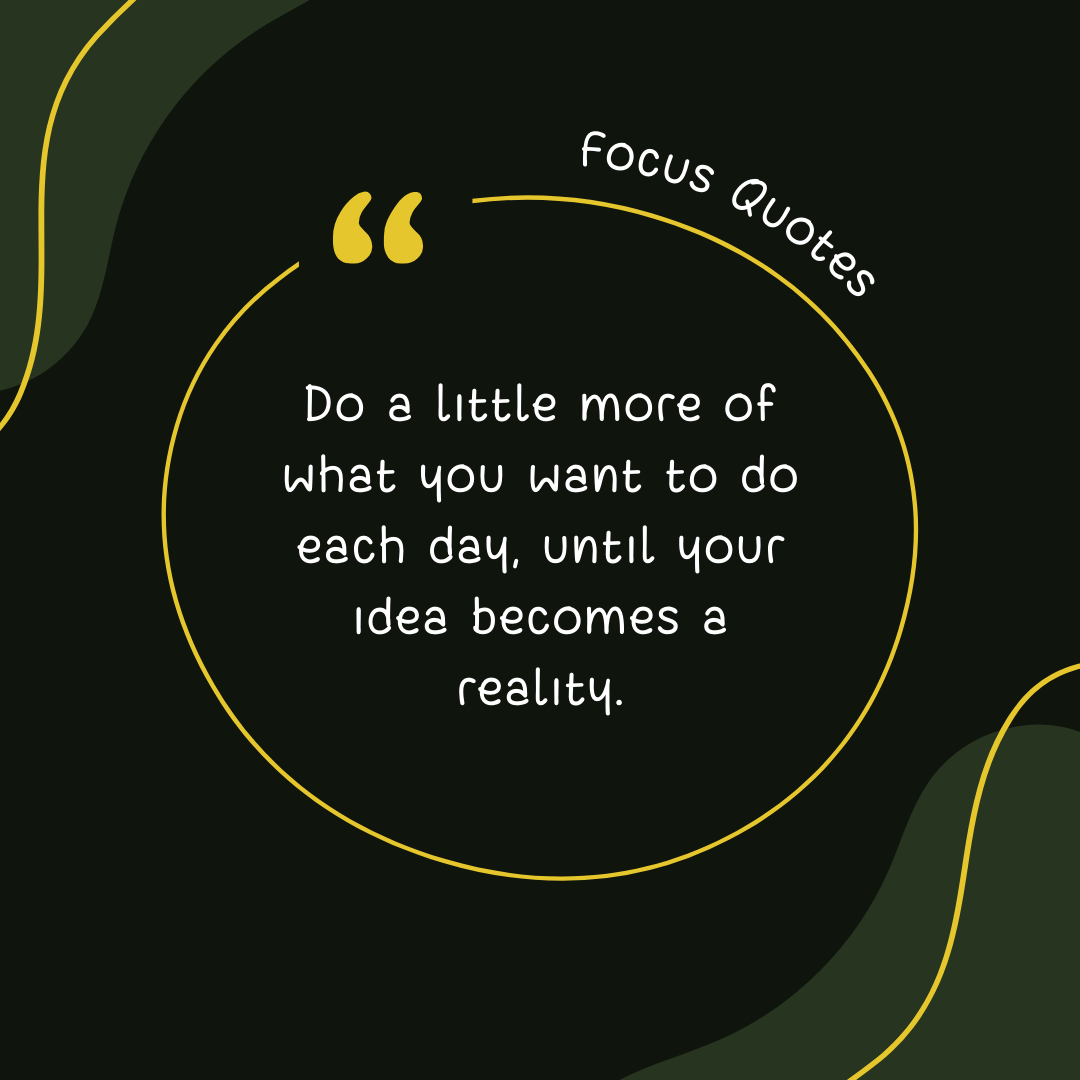 Focus Quotes
“
Do a little more of
what you want to do
each day, until your
idea becomes a
reality.